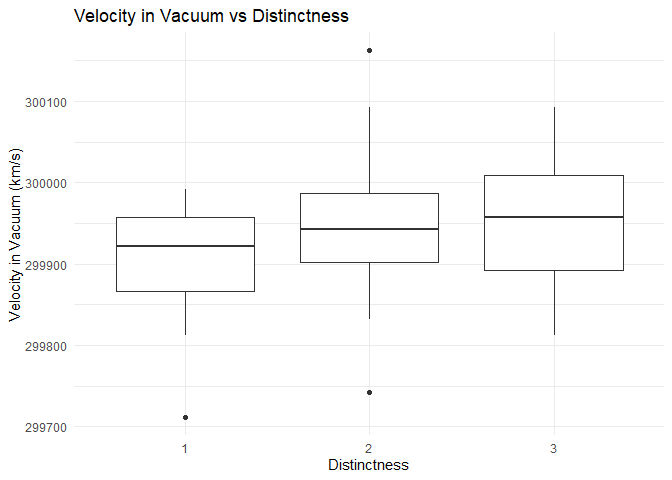 Velocity in Vacuum vs Distinctness
Velocity in Vacuum (km/s)
300100
300000
299900
299800
299700
1 2 3
Distinctness